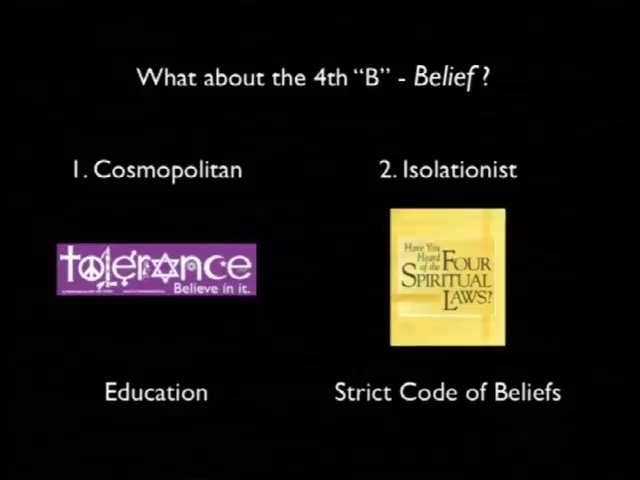 What about the 4th “B” - Belief ?
1. Cosmopolitan
2. Isolationist
tolerance
Believe in it.
Have You
Heard
of the FOUR
SPIRITUAL
LAWS?
Education
Strict Code of Beliefs